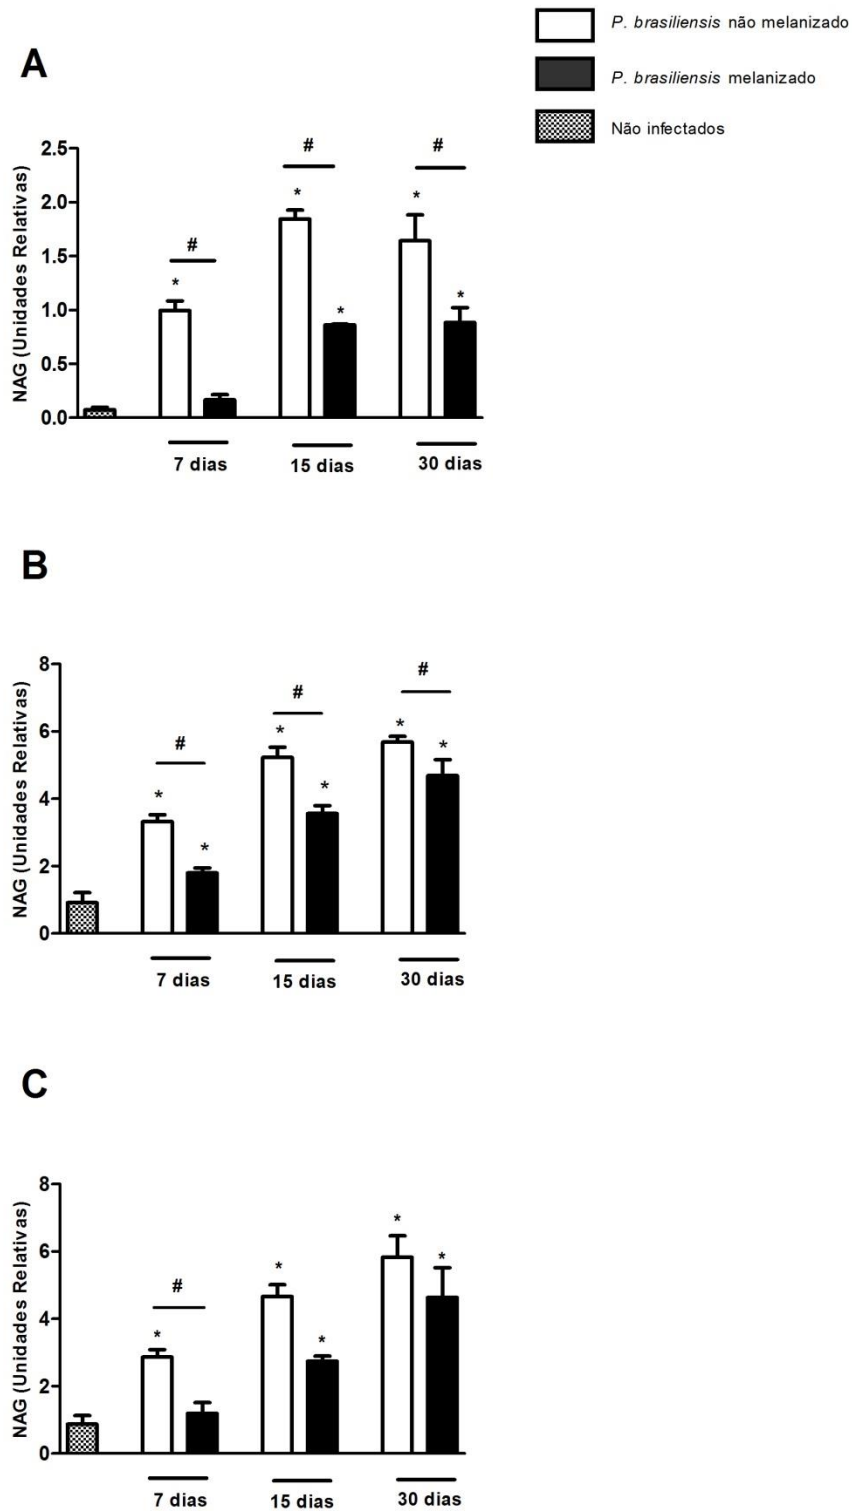 P. brasiliensis não melanizado
P. brasiliensis melanizado
Não infectados
A
NAG (Unidades Relativas)
2.5
2.0
1.5
1.0
0.5
0.0
#
*
#
*
*
#
*
*
7 dias
15 dias
30 dias
B
NAG (Unidades Relativas)
8
6
4
2
0
#
*
*
#
*
*
#
*
*
7 dias
15 dias
30 dias
C
NAG (Unidades Relativas)
8
6
4
2
0
#
*
*
*
*
*
7 dias
15 dias
30 dias